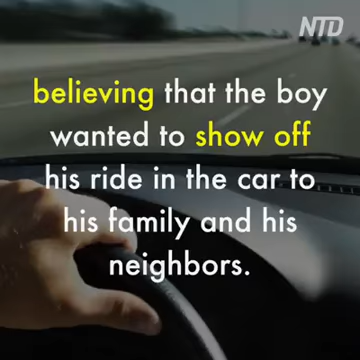 NTD
believing that the boy
wanted to show off
his ride in the car to
his family and his
neighbors.